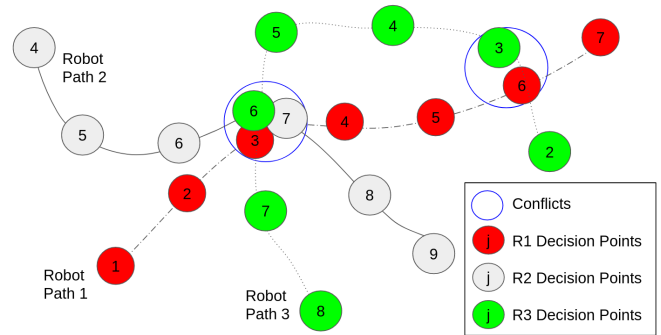 4
Robot
Path 2
5
6
5
4
3
7
6
6
7
3
4
5
2
2
8
7
9
1
Robot
Path 1
Robot
Path 3
8
Conflicts
j R1 Decision Points
j R2 Decision Points
j R3 Decision Points